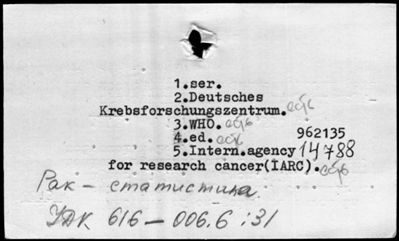 1.ser.
2.Deutsches
Krebsforschungszentrum.
3.WHO.
4.ed. 962135
5.Intern.agency 14788
for research cancer(IARC).
Рак – статистика
УДК 616–006.6:31